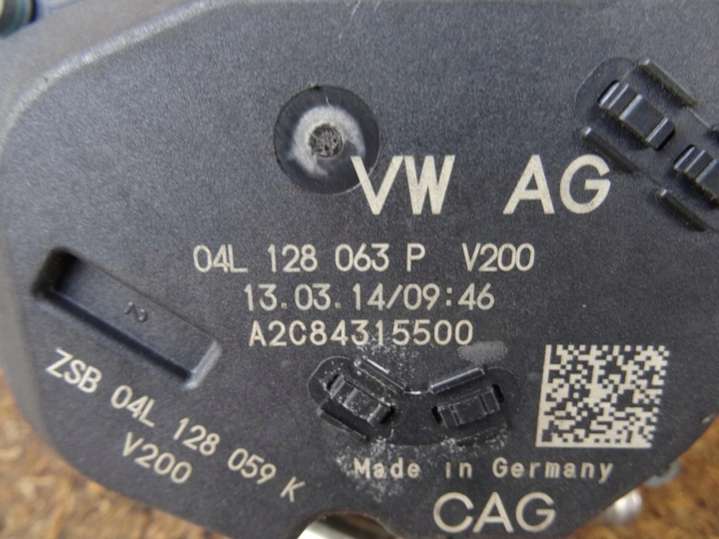 VW AG
04L 128 063 P V200
13.03.14/09:46
A2C84315500
ZSB 04L 128 059 K
V200
Made in Germany
CAG
2